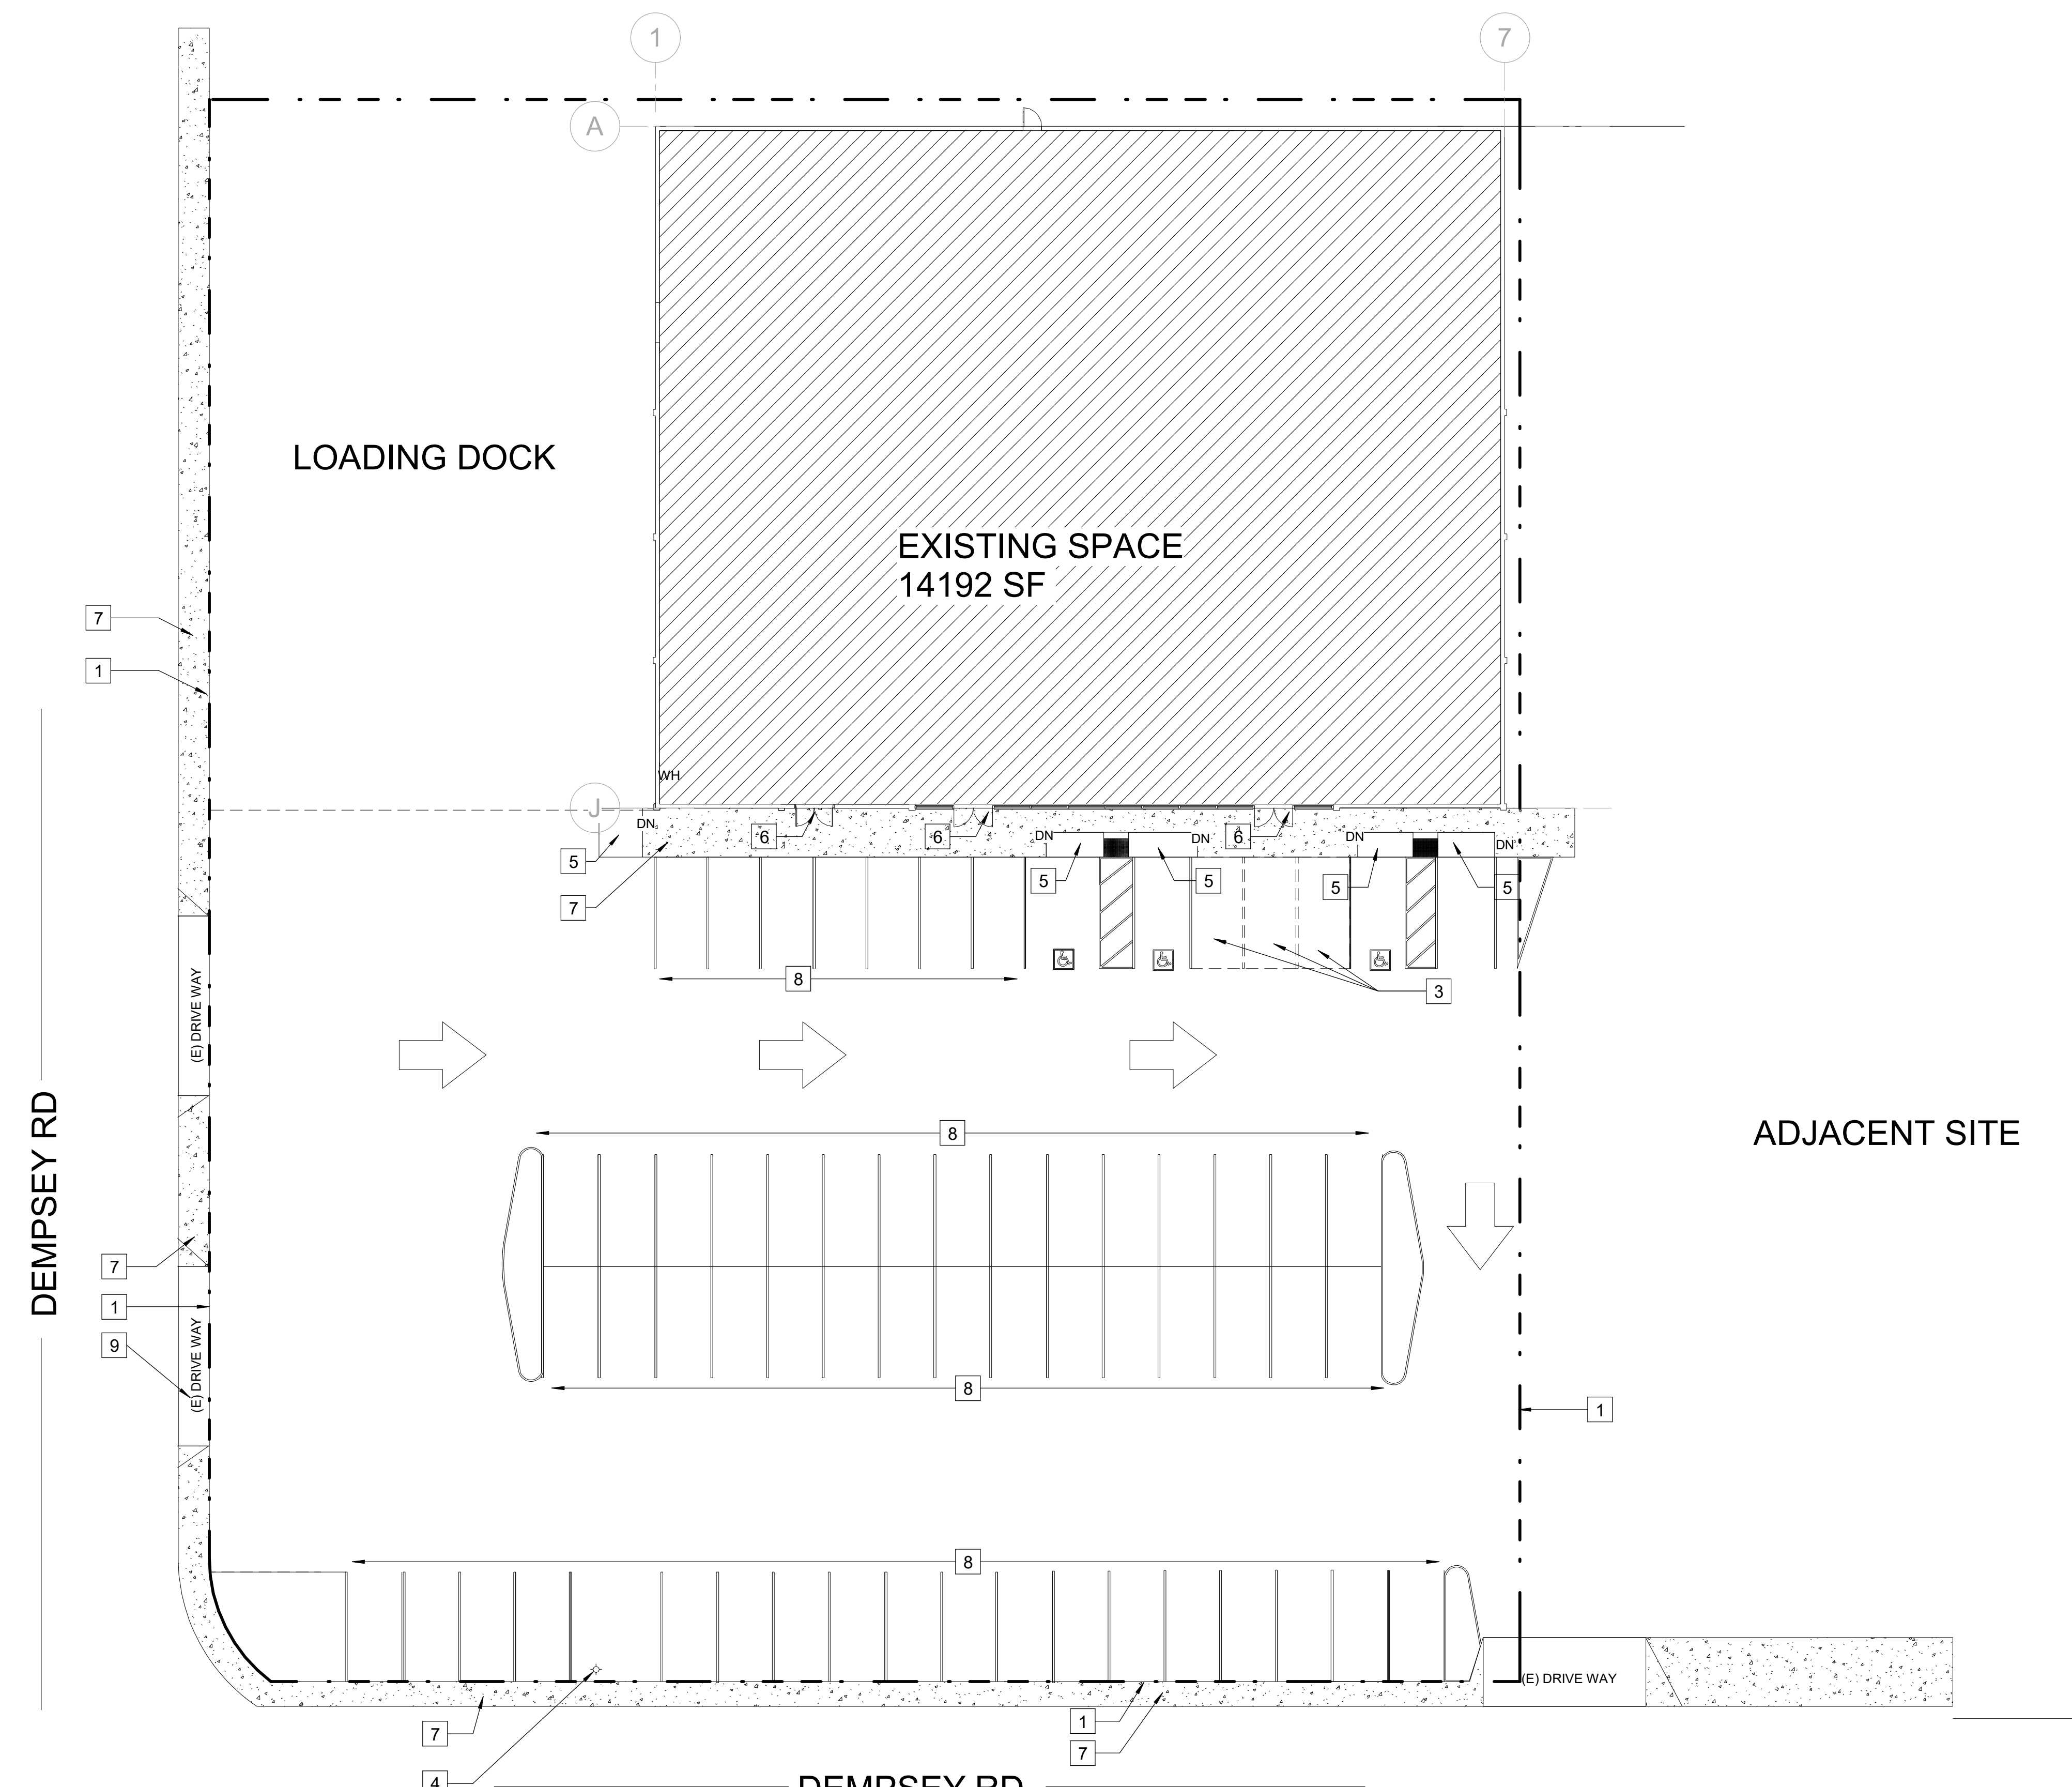 1
7
A
LOADING DOCK
EXISTING SPACE
14192 SF
7
1
WH
J
DN
6
6
DN
DN
6
DN
DN
5
5
5
5
5
7
8
3
(E) DRIVE WAY
DEMPSEY RD
8
ADJACENT SITE
7
1
9
(E) DRIVE WAY
8
1
8
(E) DRIVE WAY
7
1
7
4
DEMPSEY RD